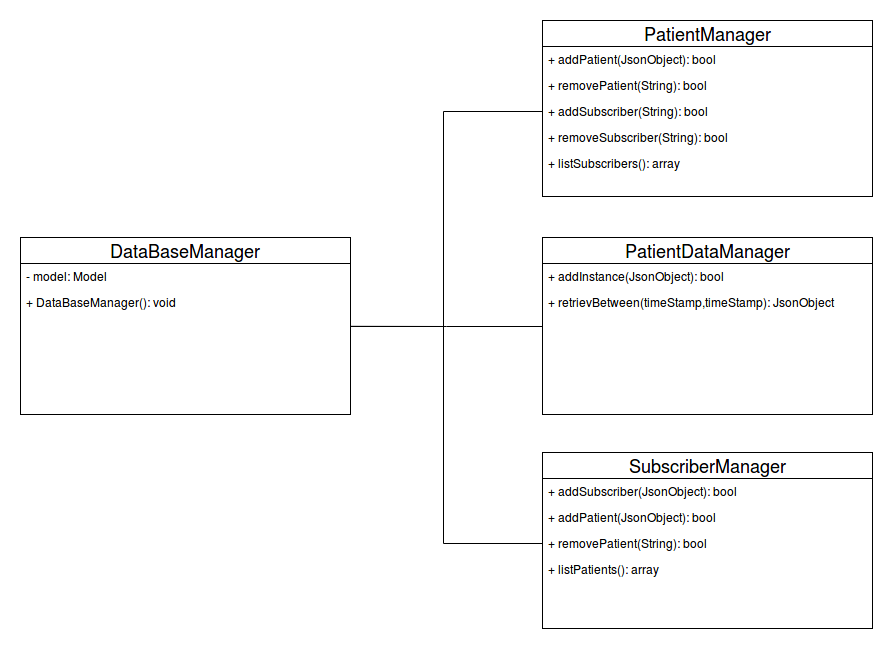 PatientManager
+ addPatient(JsonObject): bool
+ removePatient(String): bool
+ addSubscriber(String): bool
+ removeSubscriber(String): bool
+ listSubscribers(): array
DataBaseManager
- model: Model
+ DataBaseManager(): void
PatientDataManager
+ addInstance(JsonObject): bool
+ retrievBetween(timeStamp,timeStamp): JsonObject
SubscriberManager
+ addSubscriber(JsonObject): bool
+ addPatient(JsonObject): bool
+ removePatient(String): bool
+ listPatients(): array